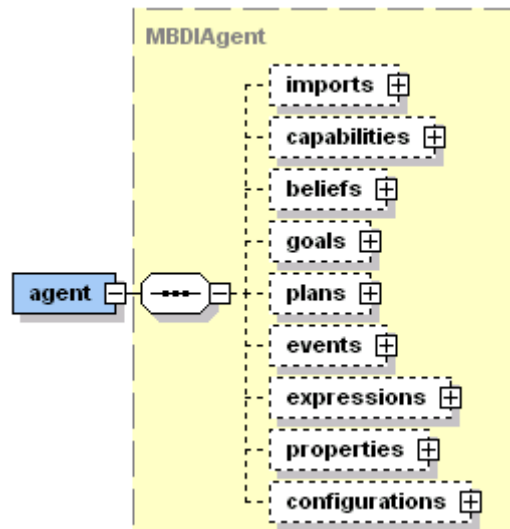 MBDIAgent
imports
capabilities
beliefs
goals
agent
plans
events
expressions
properties
configurations